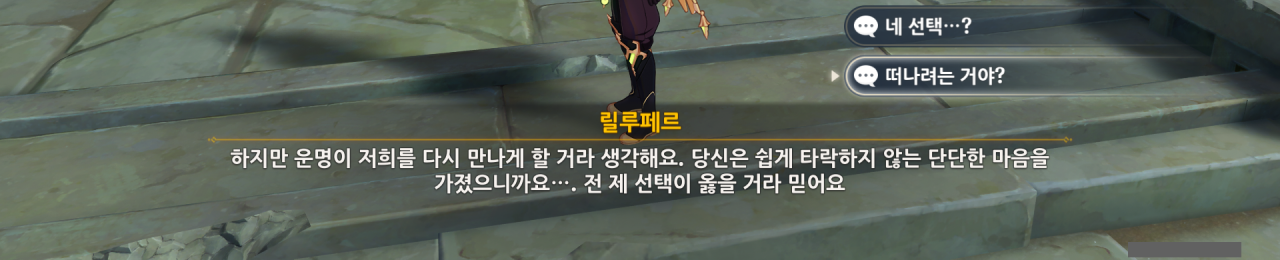 네 선택…?
떠나려는 거야?
릴루페르
하지만 운명이 저희를 다시 만나게 할 거라 생각해요. 당신은 쉽게 타락하지 않는 단단한 마음을
가졌으니까요…. 전 제 선택이 옳을 거라 믿어요